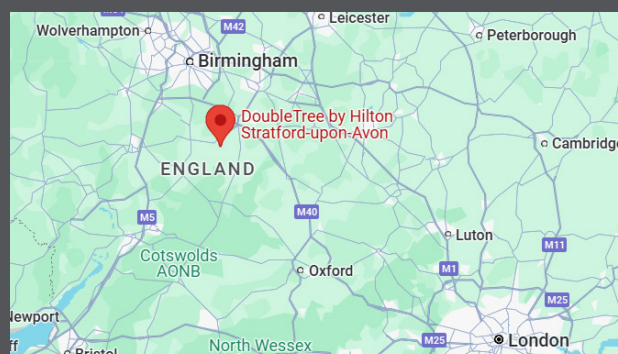 Leicester
Wolverhampton
M42
Peterborough
Birmingham
DoubleTree by Hilton
Stratford-upon-Avon
Cambridge
ENGLAND
M40
M5
Luton
M11
Cotswolds
AONB
Oxford
M1
M25
Newport
M25
London
North Wessex
Bristol